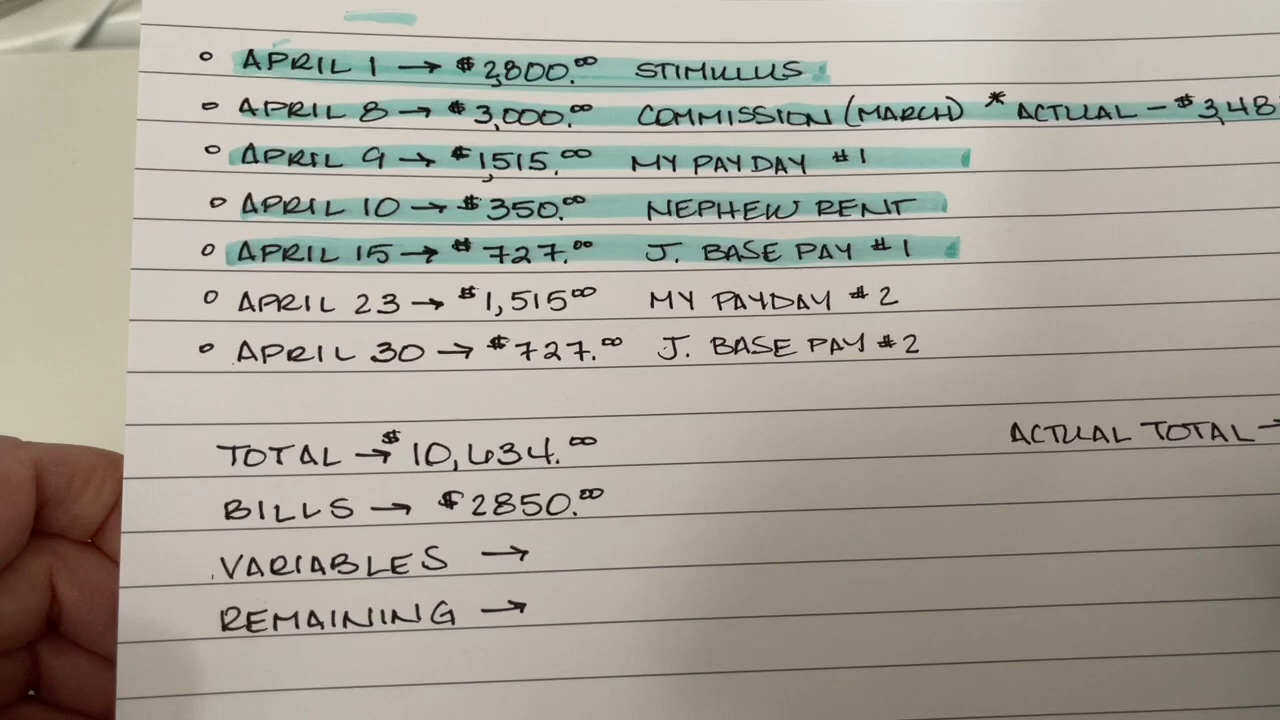 ○ APRIL 1 → $2,800.00 STIMULUS
○ APRIL 8 → $3,000.00 COMMISSION (MARCH) * ACTUAL - $3,48
○ APRIL 9 → $1,515.00 MY PAYDAY #1
○ APRIL 10 → $350.00 NEPHEW RENT
○ APRIL 15 → $727.00 J. BASE PAY #1
○ APRIL 23 → $1,515.00 MY PAYDAY #2
○ APRIL 30 → $727.00 J. BASE PAY #2
ACTUAL TOTAL →
TOTAL → $10,634.00
BILLS → $2850.00
VARIABLES →
REMAINING →